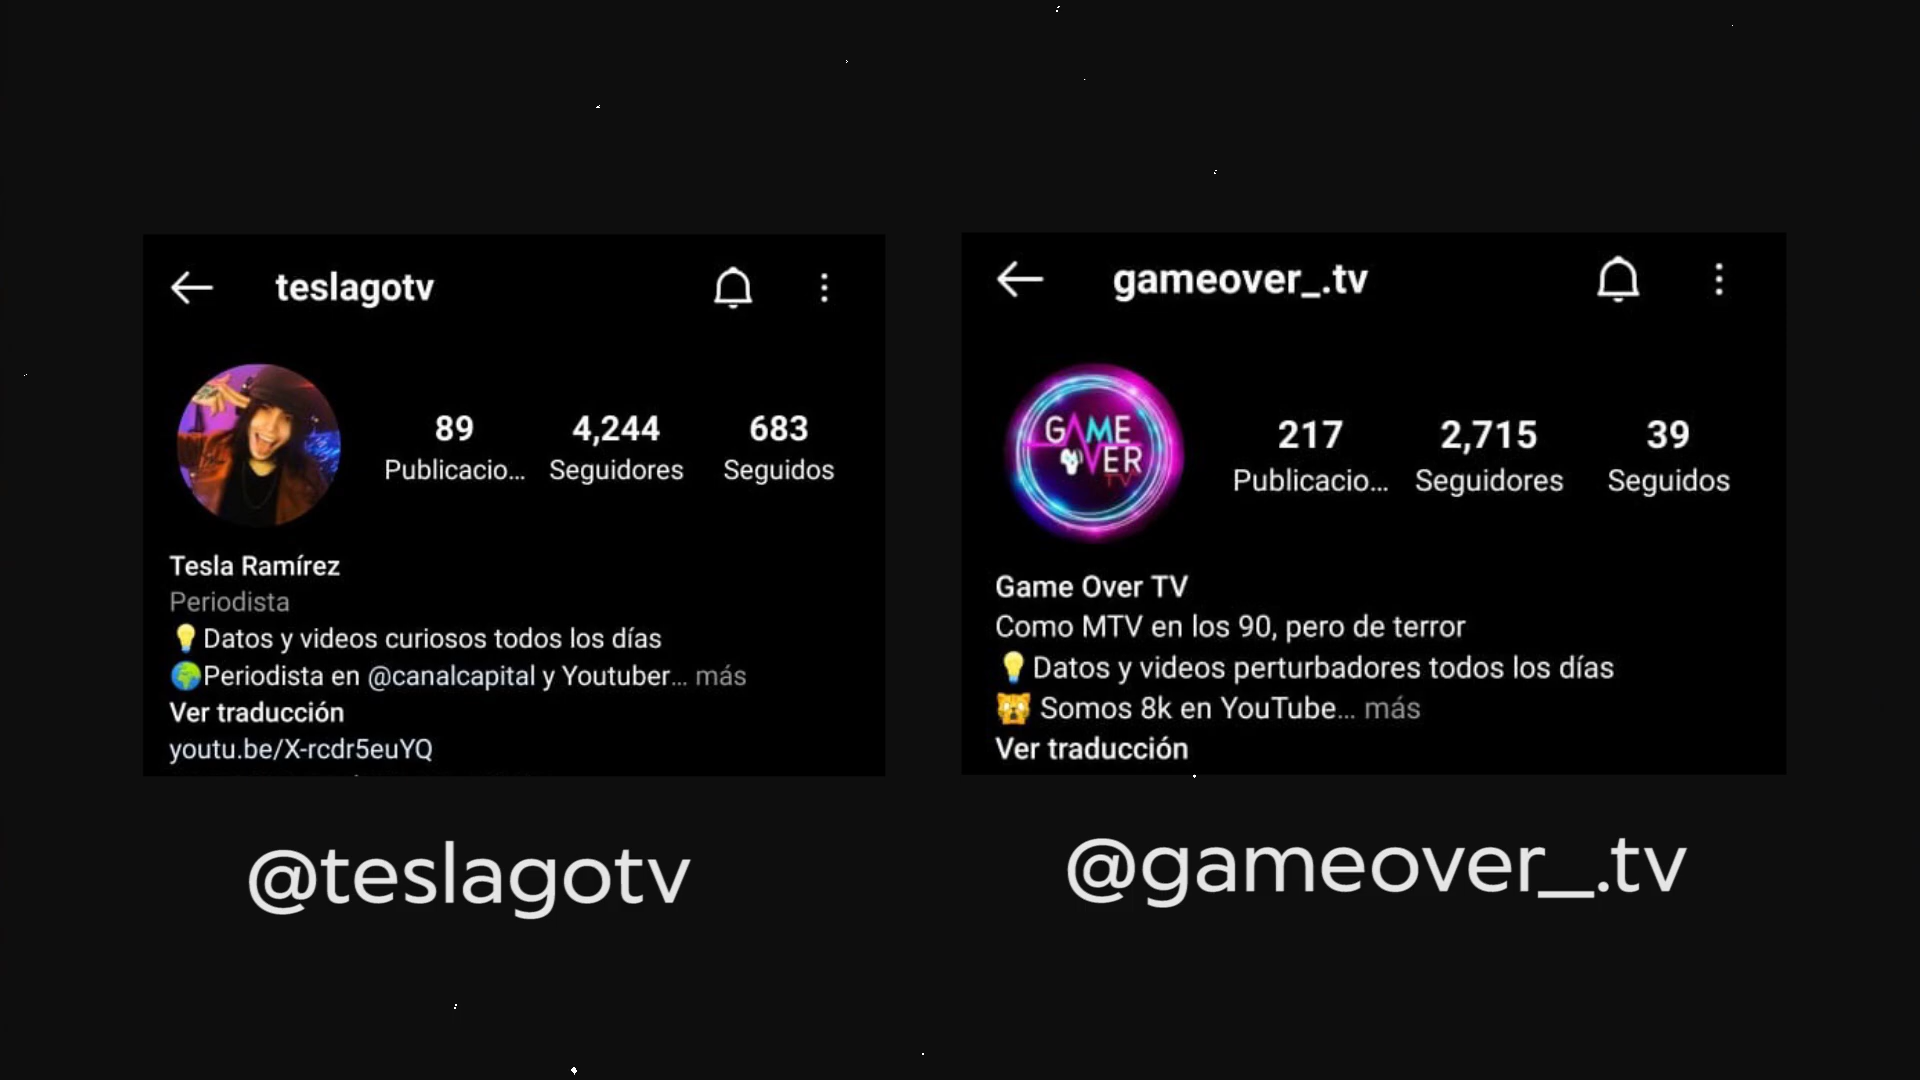 teslagotv
89 4,244 683
Publicacio... Seguidores Seguidos
Tesla Ramírez
Periodista
💡Datos y videos curiosos todos los días
🌍Periodista en @canalcapital y Youtuber... más
Ver traducción
youtu.be/X-rcdr5euYQ
@teslagotv
gameover_.tv
GAME
OVER
TV
217 2,715 39
Publicacio... Seguidores Seguidos
Game Over TV
Como MTV en los 90, pero de terror
💡Datos y videos perturbadores todos los días
🙀 Somos 8k en YouTube... más
Ver traducción
@gameover_.tv